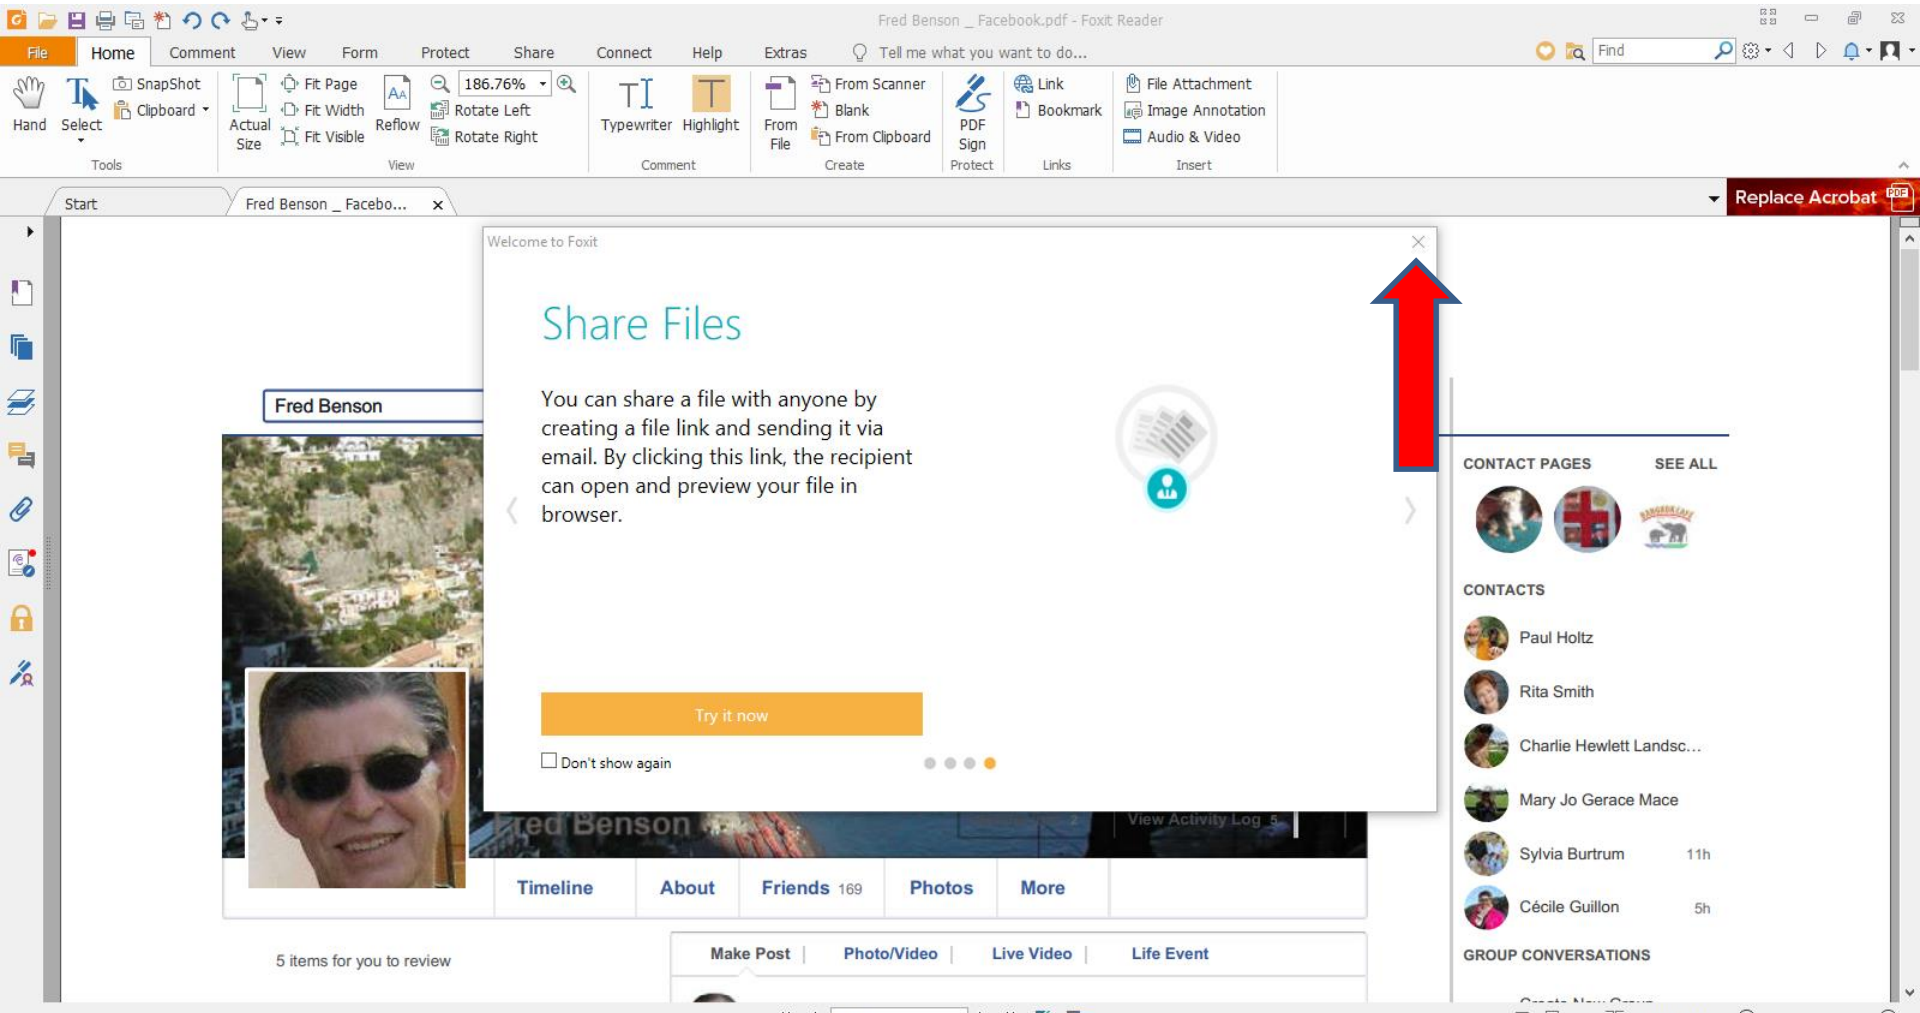 Fred Benson _ Facebook.pdf - Foxit Reader
File Home Comment View Form Protect Share Connect Help Extras Tell me what you want to do... Find
Hand
Select
SnapShot
Clipboard
Tools
Actual Size
Fit Page
Fit Width
Fit Visible
Reflow
186.76%
Rotate Left
Rotate Right
View
Typewriter
Highlight
Comment
From File
From Scanner
Blank
From Clipboard
Create
PDF Sign
Protect
Link
Bookmark
Links
File Attachment
Image Annotation
Audio & Video
Insert
Start
Fred Benson _ Facebo...
Replace Acrobat
PDF
Welcome to Foxit
Share Files
You can share a file with anyone by
creating a file link and sending it via
email. By clicking this link, the recipient
can open and preview your file in
browser.
Try it now
Don't show again
Fred Benson
Fred Benson
2
View Activity Log 5
Timeline About Friends 169 Photos More
5 items for you to review
Make Post Photo/Video Live Video Life Event
CONTACT PAGES SEE ALL
CONTACTS
Paul Holtz
Rita Smith
Charlie Hewlett Landsc...
Mary Jo Gerace Mace
Sylvia Burtrum 11h
Cécile Guillon 5h
GROUP CONVERSATIONS
Create New Group